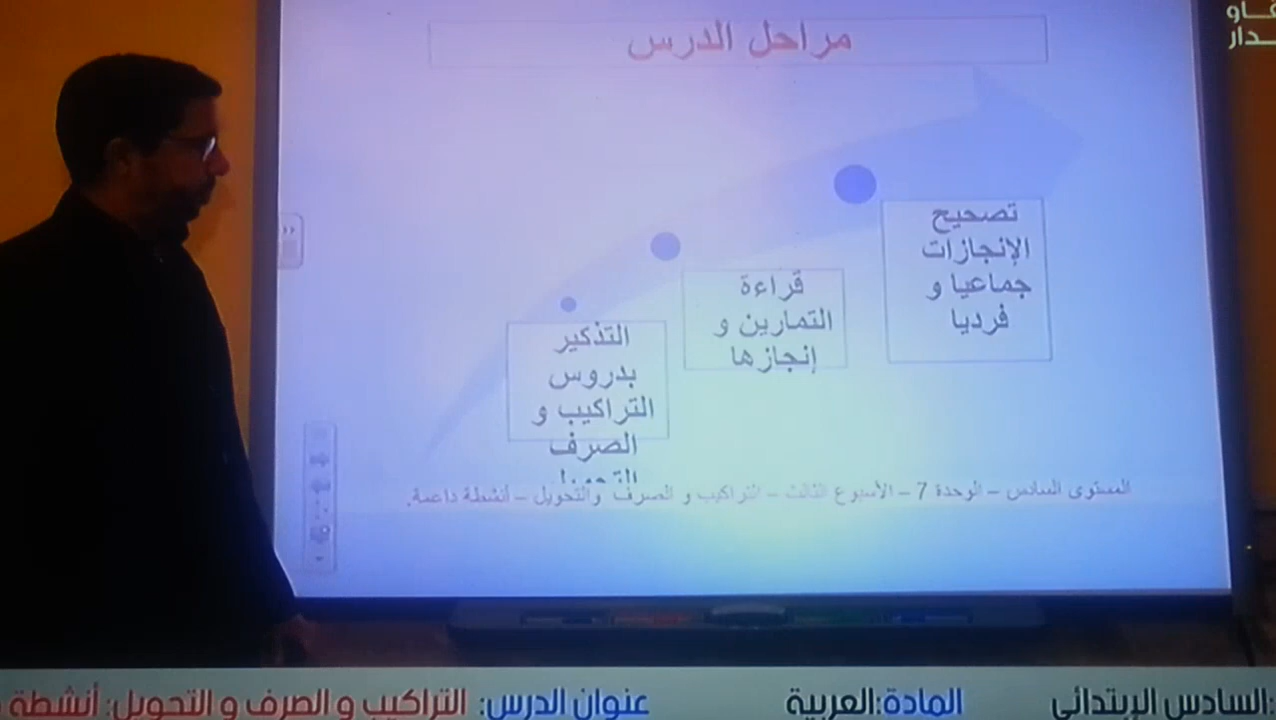 مراحل الدرس
تصحيح
الإنجازات
جماعيا و
فرديا
قراءة
التمارين و
إنجازها
التذكير
بدروس
التراكيب و
الصرف
المستوى السادس – الوحدة 7 – الأسبوع الثالث – التراكيب و الصرف والتحويل – أنشطة داعمة.
:السادس الابتدائي المادة:العربية عنوان الدرس: التراكيب و الصرف و التحويل: أنشطة